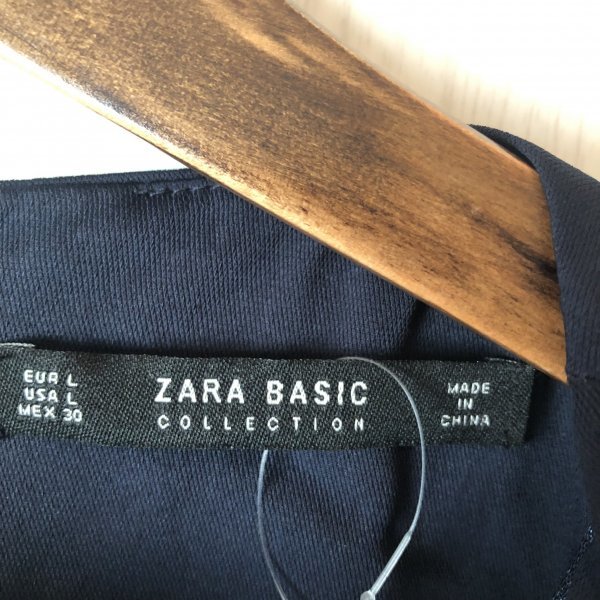 EUR L
USA L
MEX 30
ZARA BASIC
COLLECTION
MADE
IN
CHINA